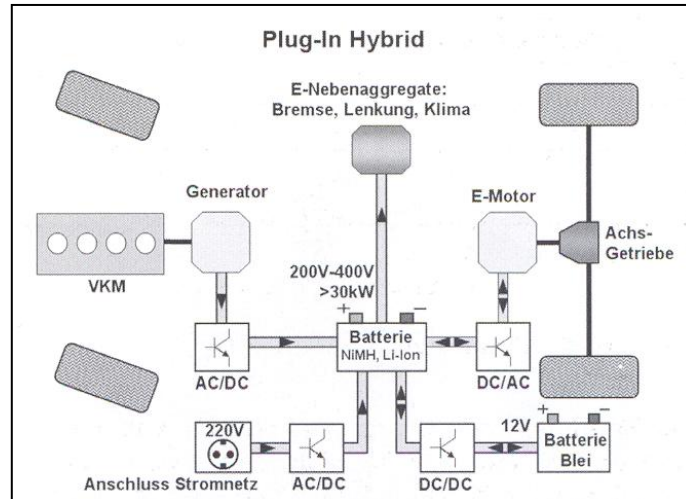 Plug-In Hybrid
E-Nebenaggregate:
Bremse, Lenkung, Klima
Generator
E-Motor
Achs-
Getriebe
VKM
200V-400V
>30kW
+ −
Batterie
NiMH, Li-Ion
AC/DC
DC/AC
220V
12V
+ −
Batterie
Blei
Anschluss Stromnetz
AC/DC
DC/DC